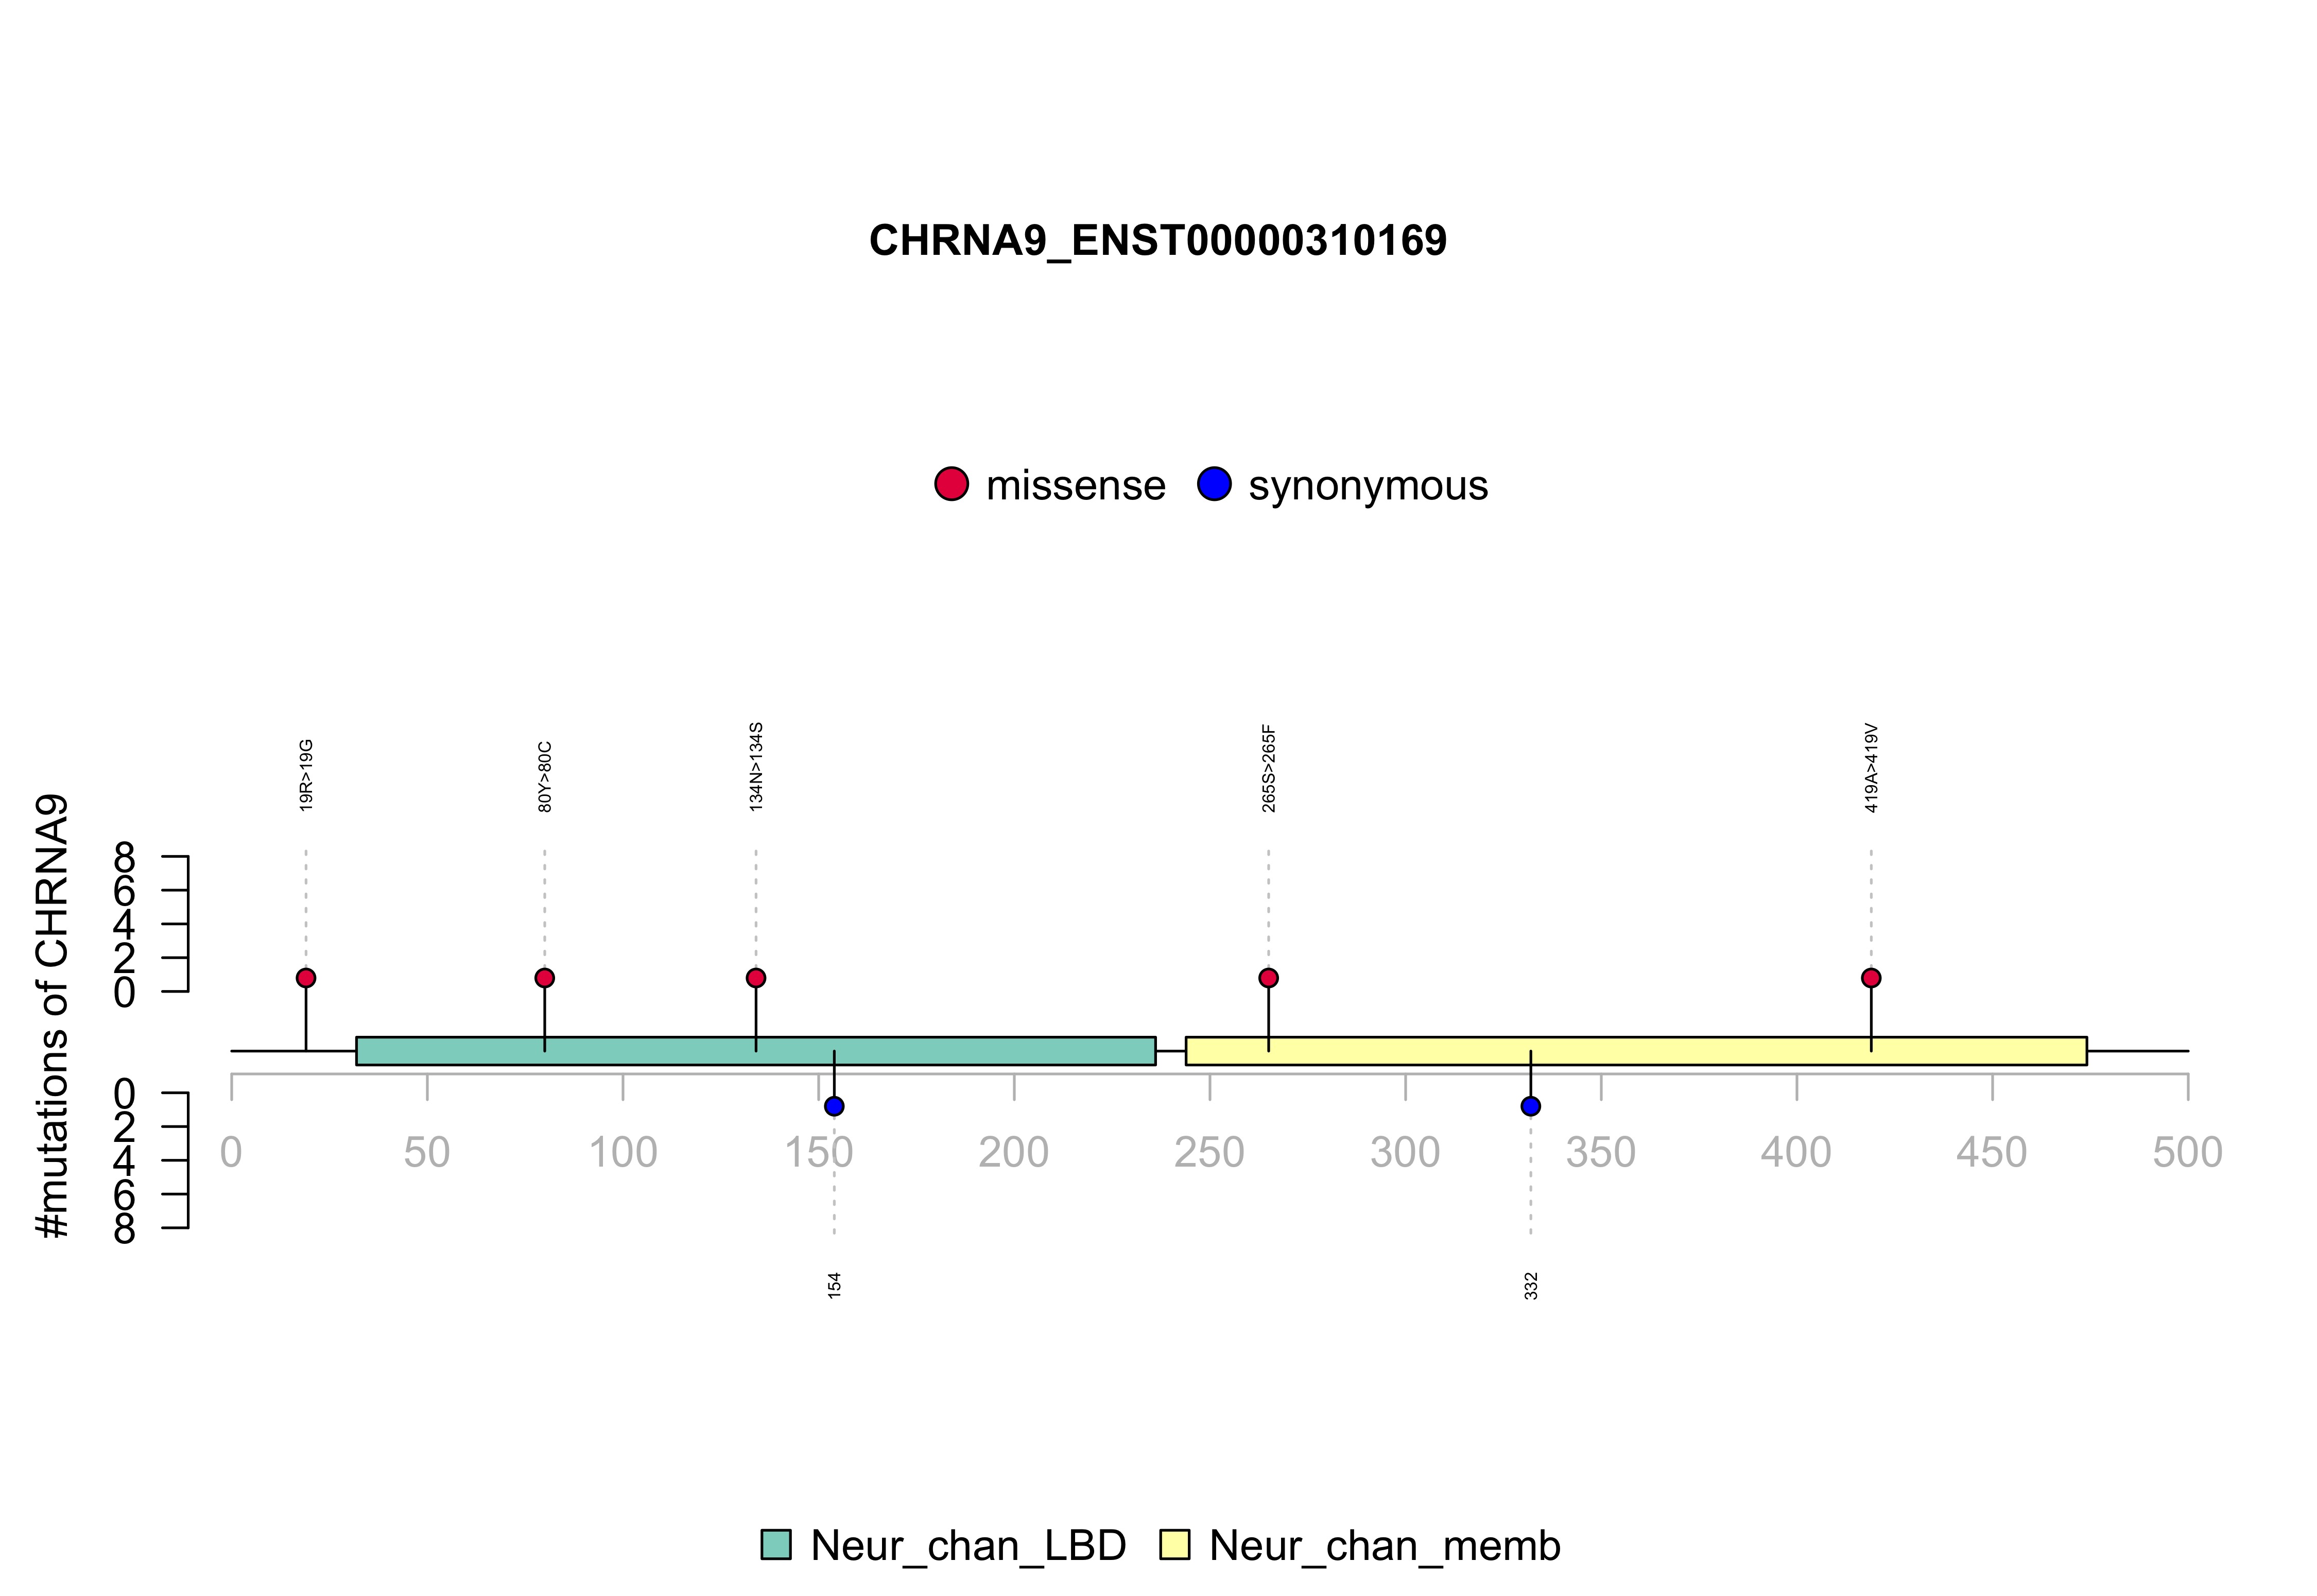 CHRNA9_ENST00000310169
missense synonymous
19R>19G 80Y>80C 134N>134S 265S>265F 419A>419V
#mutations of CHRNA9
8
6
4
2
0
0
2
4
6
8
0 50 100 150 200 250 300 350 400 450 500
154 332
Neur_chan_LBD Neur_chan_memb